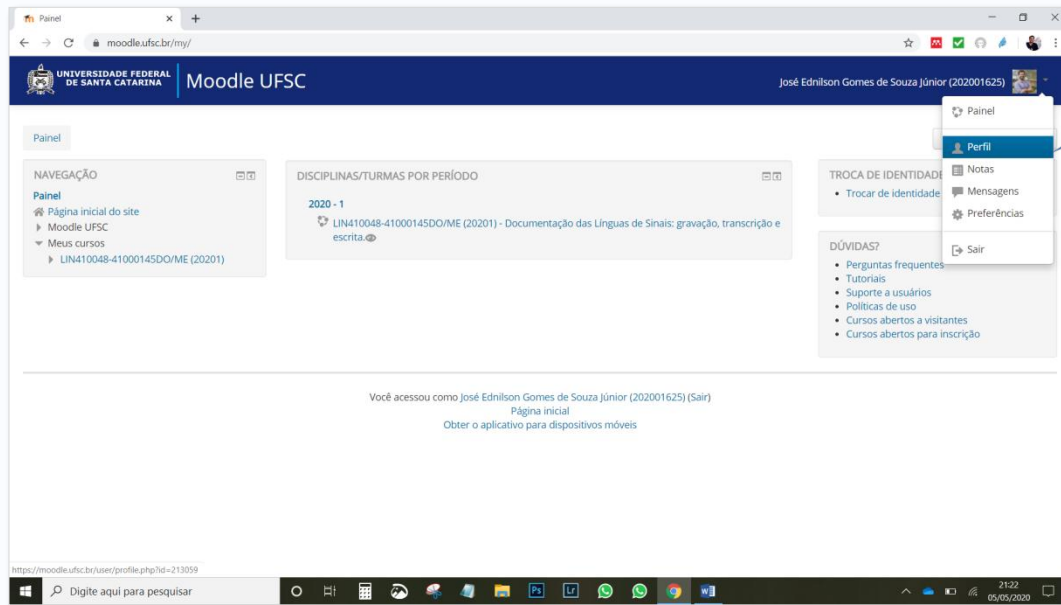 Painel
moodle.ufsc.br/my/
UNIVERSIDADE FEDERAL
DE SANTA CATARINA
Moodle UFSC
José Ednilson Gomes de Souza Júnior (202001625)
Painel
Perfil
Notas
Mensagens
Preferências
Sair
Painel
NAVEGAÇÃO
Painel
Página inicial do site
Moodle UFSC
Meus cursos
LIN410048-41000145DO/ME (20201)
DISCIPLINAS/TURMAS POR PERÍODO
2020 - 1
LIN410048-41000145DO/ME (20201) - Documentação das Línguas de Sinais: gravação, transcrição e
escrita.
TROCA DE IDENTIDADE
Trocar de identidade
DÚVIDAS?
Perguntas frequentes
Tutoriais
Suporte a usuários
Políticas de uso
Cursos abertos a visitantes
Cursos abertos para inscrição
Você acessou como José Ednilson Gomes de Souza Júnior (202001625) (Sair)
Página inicial
Obter o aplicativo para dispositivos móveis
https://moodle.ufsc.br/user/profile.php?id=213059
Digite aqui para pesquisar
Ps
Lr
21:22
05/05/2020